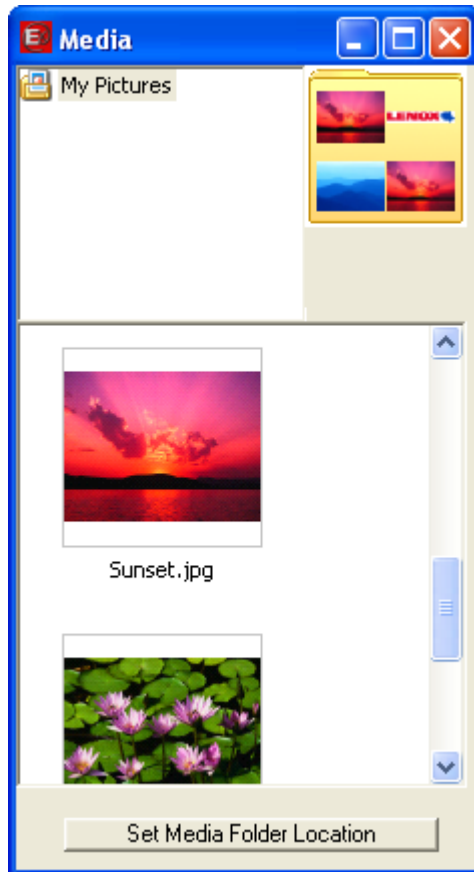 Media
My Pictures
LENOX
Sunset.jpg
Set Media Folder Location